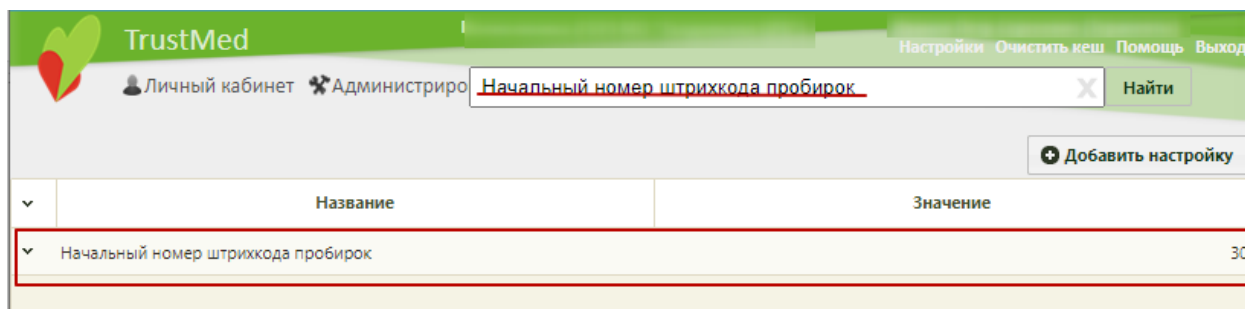 TrustMed
Настройки Очистить кеш Помощь Выход
Личный кабинет Администриро Начальный номер штрихкода пробирок X Найти
Добавить настройку
Название Значение
Начальный номер штрихкода пробирок 30